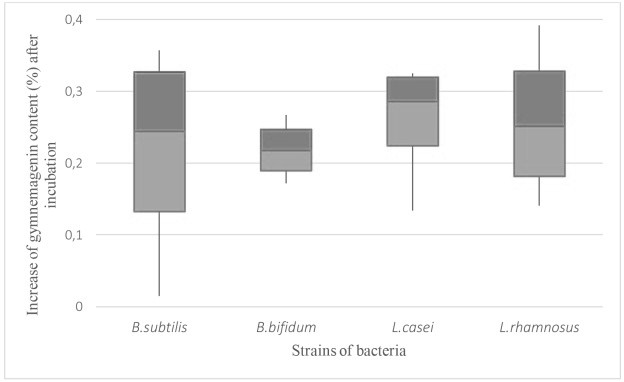 Increase of gymnemagenin content (%) after
incubation
0,4
0,3
0,2
0,1
0
B.subtilis B.bifidum L.casei L.rhamnosus
Strains of bacteria